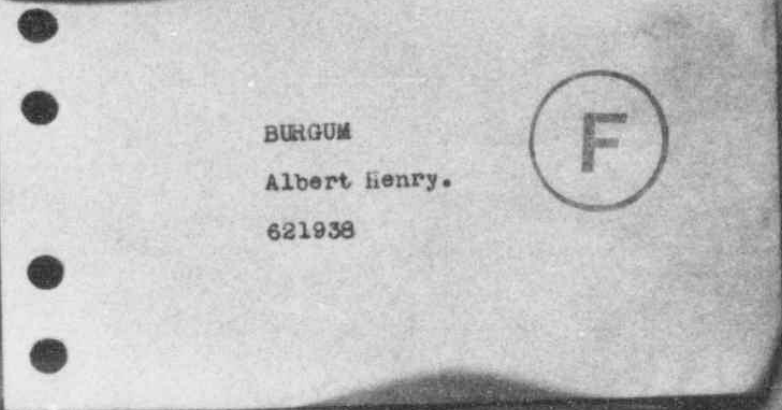 BURGUM
Albert Henry.
621938
F